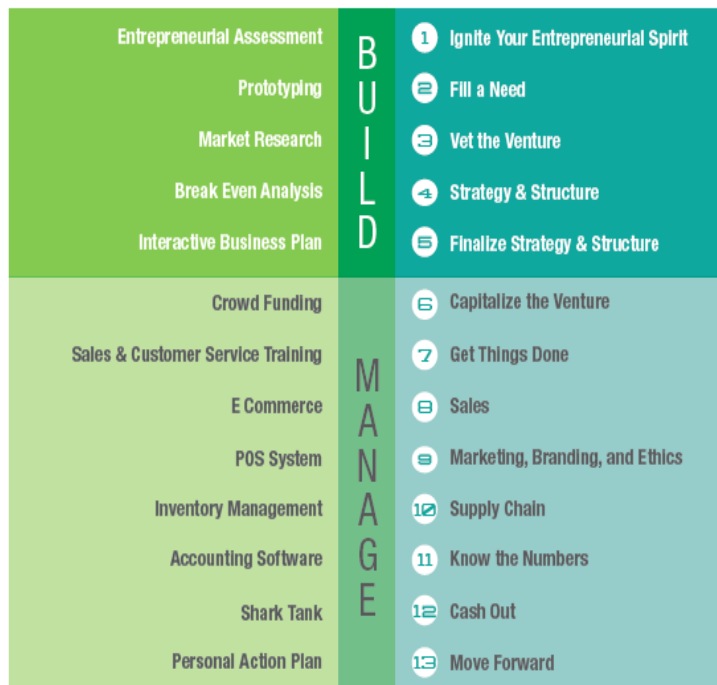 Entrepreneurial Assessment
Prototyping
Market Research
Break Even Analysis
Interactive Business Plan
BUILD
1 Ignite Your Entrepreneurial Spirit
2 Fill a Need
3 Vet the Venture
4 Strategy & Structure
5 Finalize Strategy & Structure
Crowd Funding
Sales & Customer Service Training
E Commerce
POS System
Inventory Management
Accounting Software
Shark Tank
Personal Action Plan
MANAGE
6 Capitalize the Venture
7 Get Things Done
8 Sales
9 Marketing, Branding, and Ethics
10 Supply Chain
11 Know the Numbers
12 Cash Out
13 Move Forward